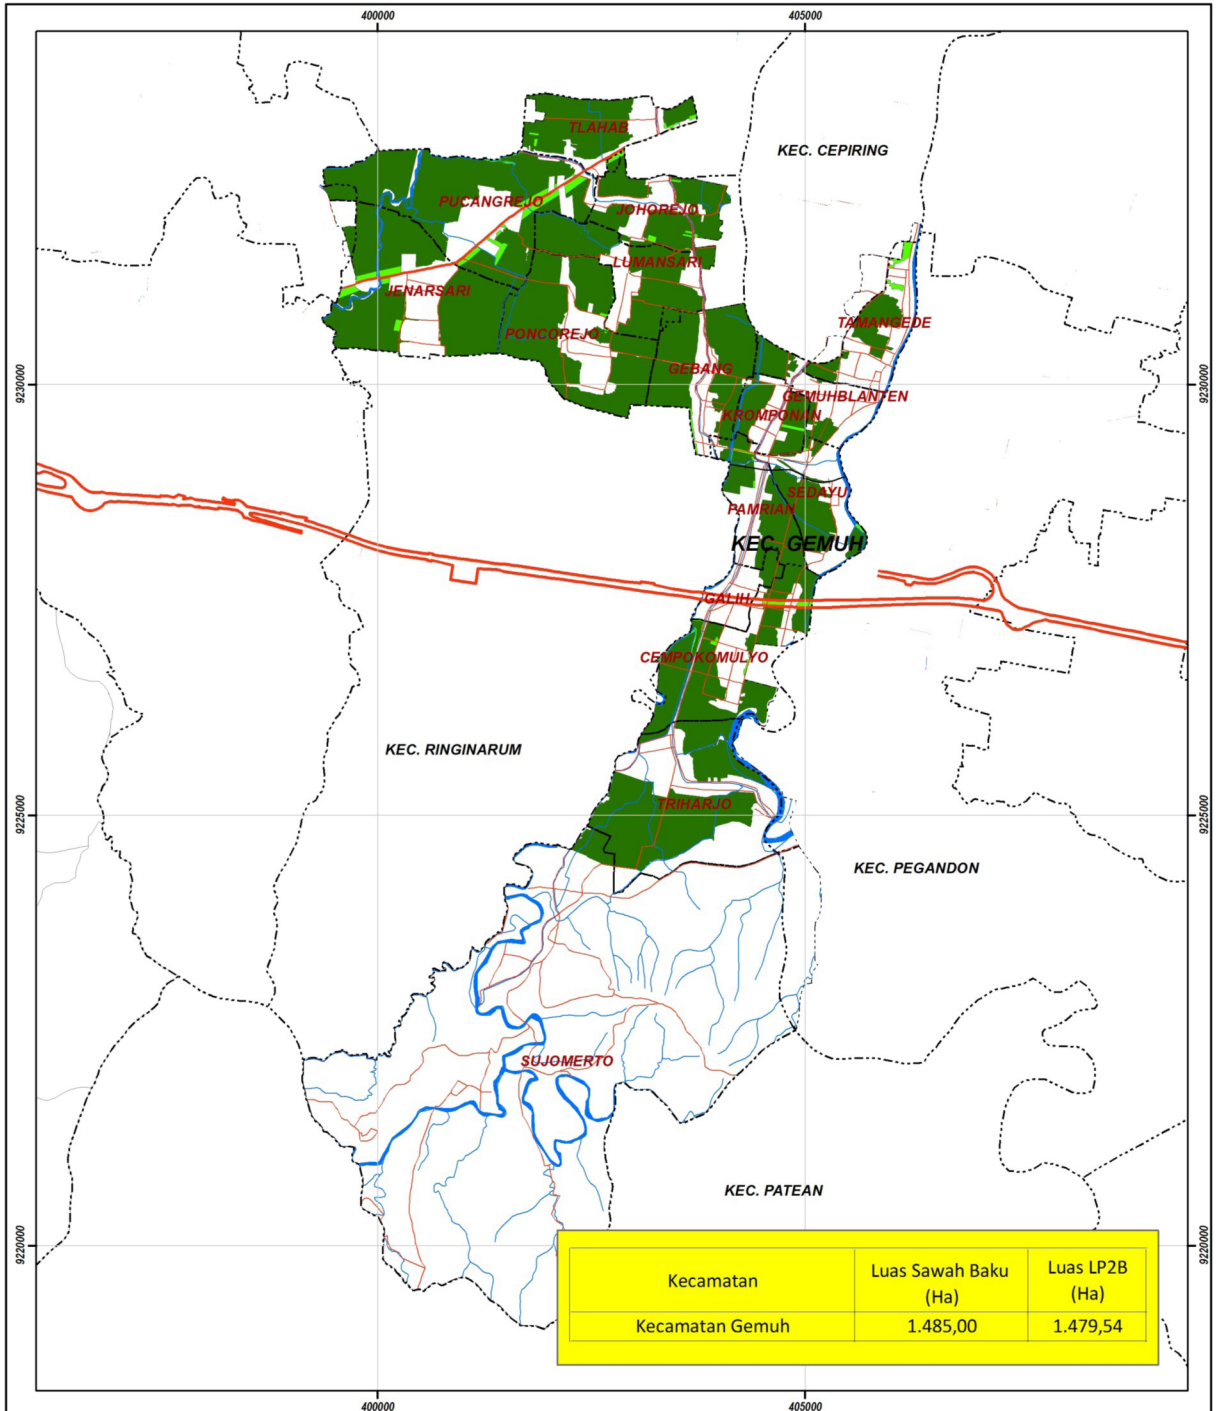 400000
405000
TLAHAB
KEC. CEPIRING
PUCANGREJO
JOHOREJO
LUMANSARI
JENARSARI
TAMANGEDE
PONCOREJO
GEBANG
9230000
9230000
GEMUHBLANTEN
KROMPONAN
SEDAYU
PAMRIAH
KEC. GEMUH
GALIH
CEMPOKOMULYO
KEC. RINGINARUM
TRIHARJO
9225000
9225000
KEC. PEGANDON
SUJOMERTO
KEC. PATEAN
9220000
9220000
Kecamatan
Luas Sawah Baku
(Ha)
Luas LP2B
(Ha)
Kecamatan Gemuh
1.485,00
1.479,54
400000
405000